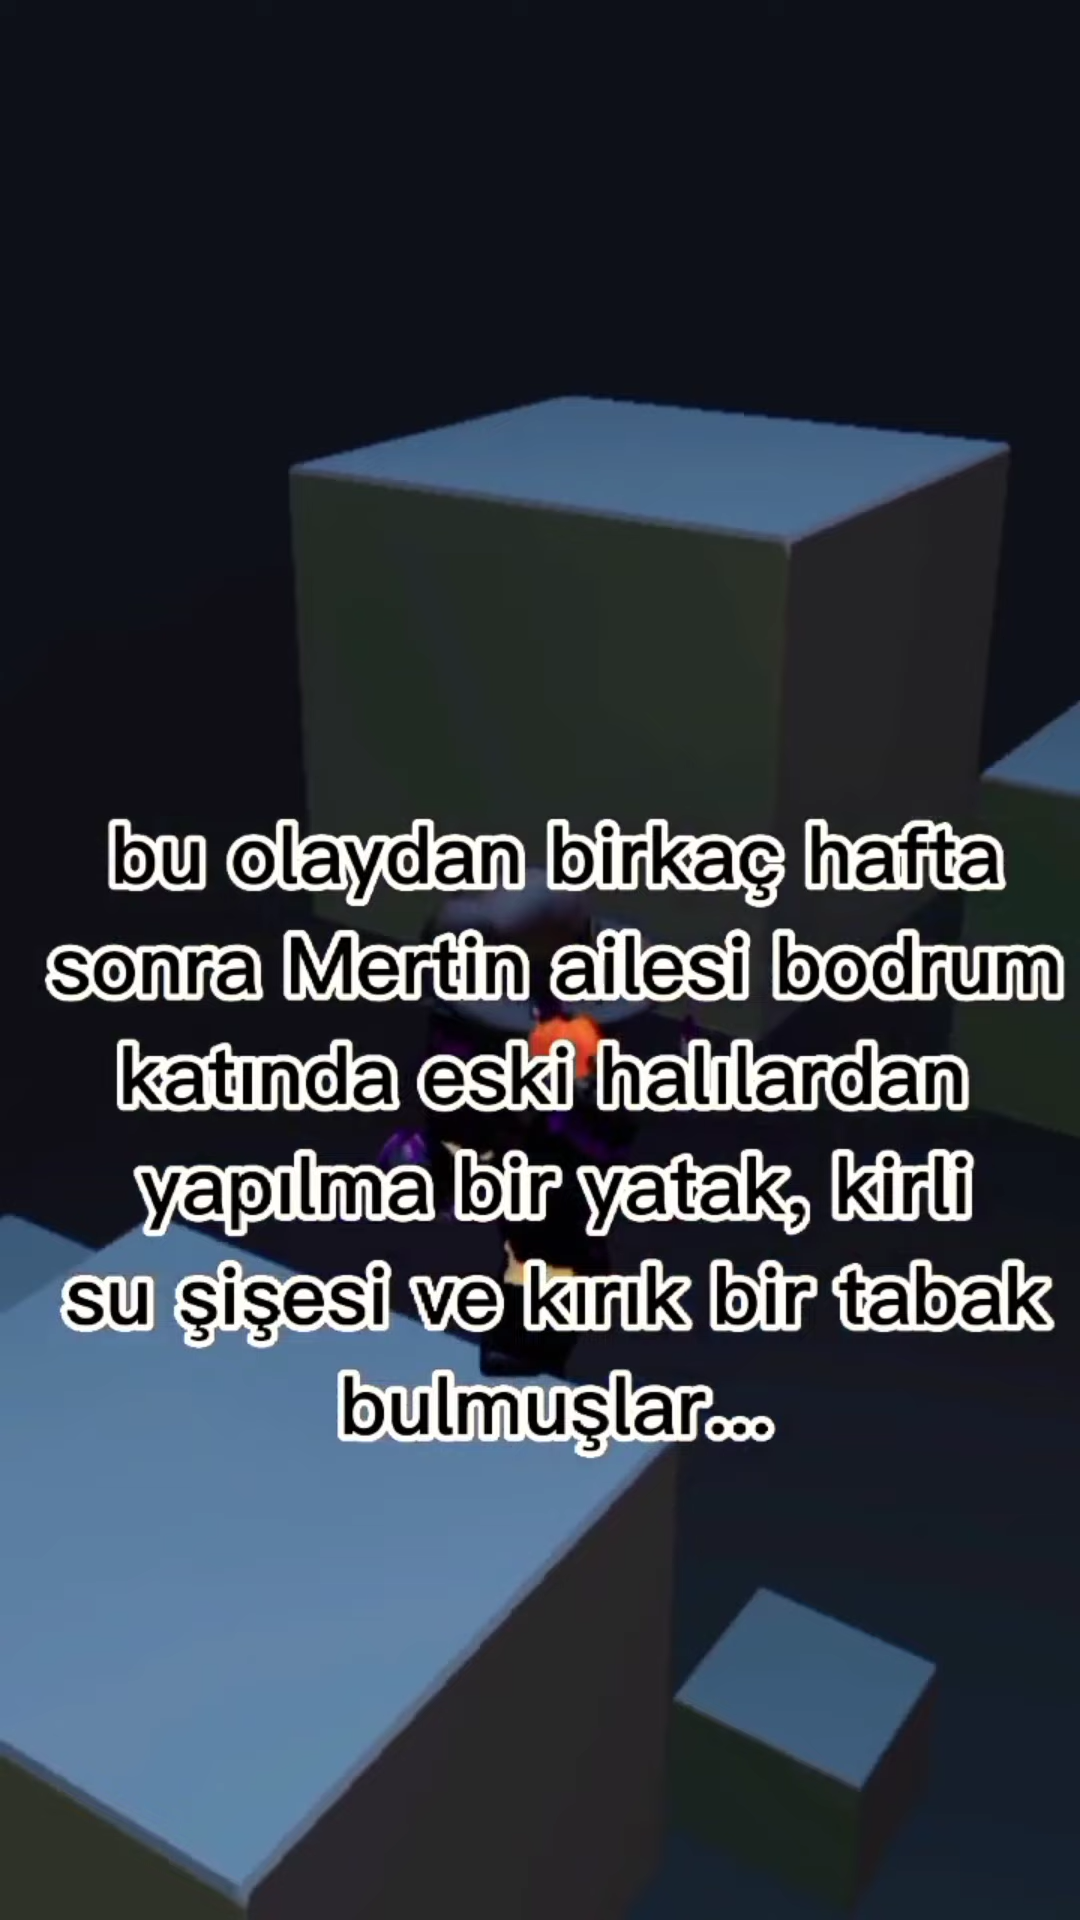 bu olaydan birkaç hafta
sonra Mertin ailesi bodrum
katında eski halılardan
yapılma bir yatak, kirli
su şişesi ve kırık bir tabak
bulmuşlar...